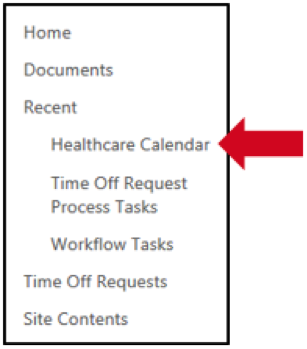 Home
Documents
Recent
Healthcare Calendar
Time Off Request
Process Tasks
Workflow Tasks
Time Off Requests
Site Contents